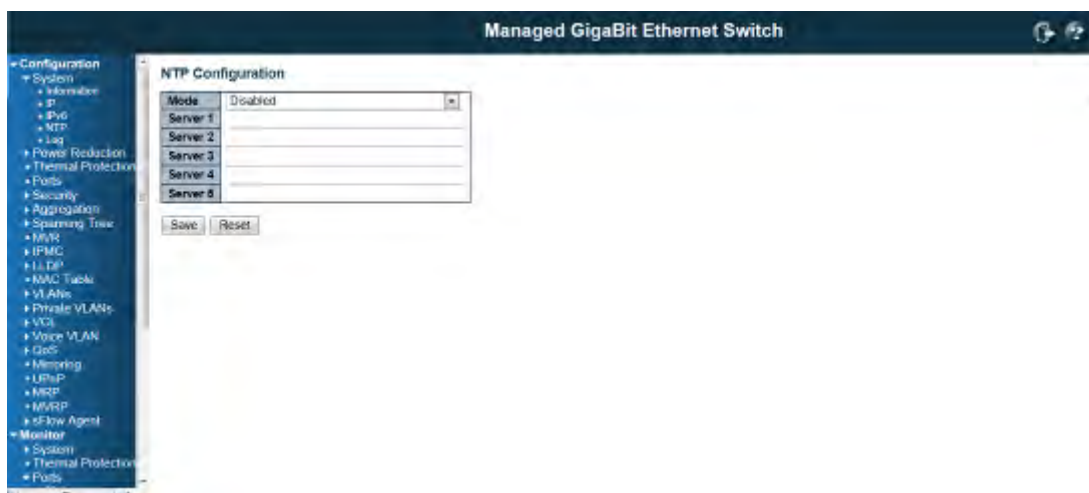 Managed GigaBit Ethernet Switch
Configuration
System
Information
IP
IPv6
NTP
Log
Power Reduction
Thermal Protection
Ports
Security
Aggregation
Spanning Tree
MVR
IPMC
LLDP
MAC Table
VLANs
Private VLANs
VCL
Voice VLAN
QoS
Mirroring
UPnP
MRP
MVRP
sFlow Agent
Monitor
System
Thermal Protection
Ports
NTP Configuration
Mode Disabled
Server 1
Server 2
Server 3
Server 4
Server 5
Save Reset